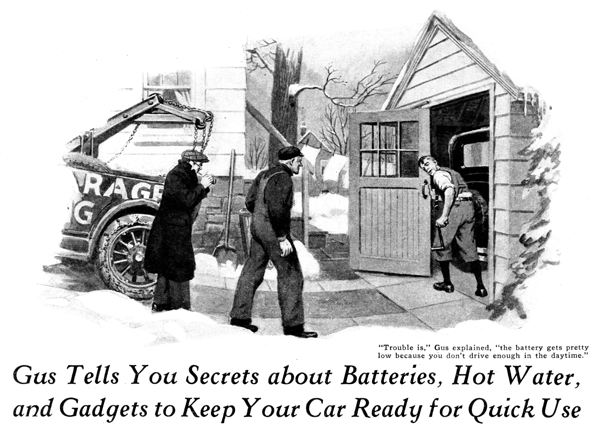 RAGE
G
"Trouble is," Gus explained, "the battery gets pretty
low because you don't drive enough in the daytime."
Gus Tells You Secrets about Batteries, Hot Water,
and Gadgets to Keep Your Car Ready for Quick Use